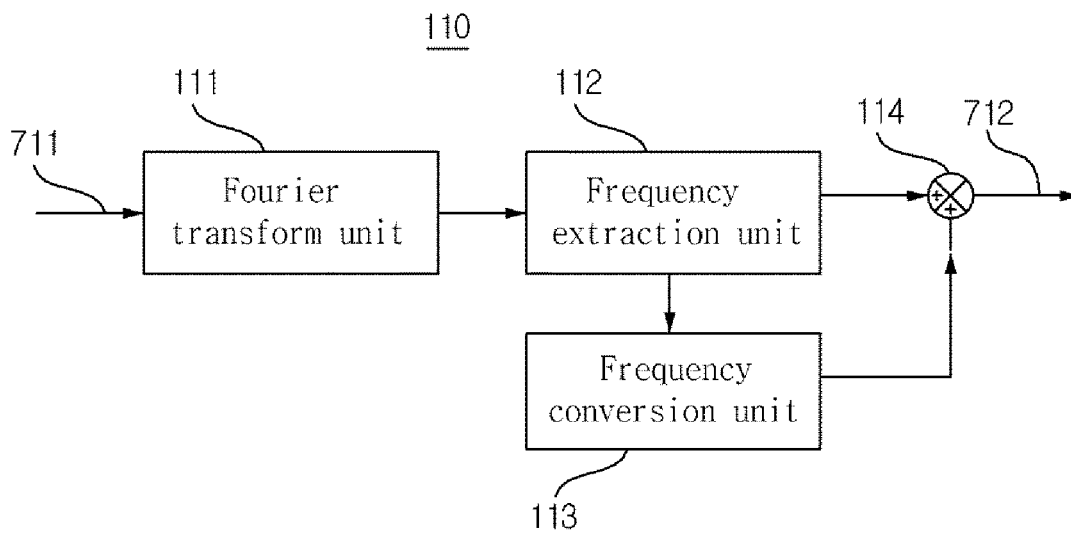 110
111
112
114
712
711
Fourier
transform unit
Frequency
extraction unit
+
+
Frequency
conversion unit
113